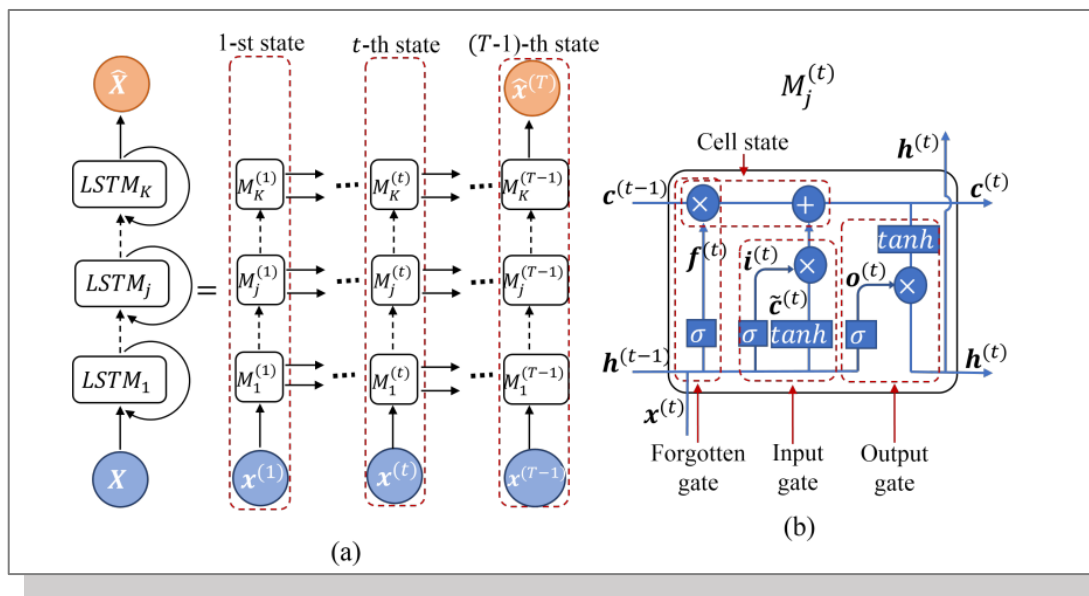 1-st state
t-th state
(T-1)-th state
X̂
x̂^(T)
LSTM_K
M_K^(1)
...
M_K^(t)
...
M_K^(T-1)
LSTM_j
=
M_j^(1)
M_j^(t)
M_j^(T-1)
LSTM_1
M_1^(1)
...
M_1^(t)
...
M_1^(T-1)
X
x^(1)
x^(t)
x^(T-1)
(a)
M_j^(t)
Cell state
h^(t)
c^(t-1)
×
+
c^(t)
f^(t)
i^(t)
×
tanh
c̃^(t)
o^(t)
×
σ
σ
tanh
σ
h^(t-1)
h^(t)
x^(t)
Forgotten
gate
Input
gate
Output
gate
(b)